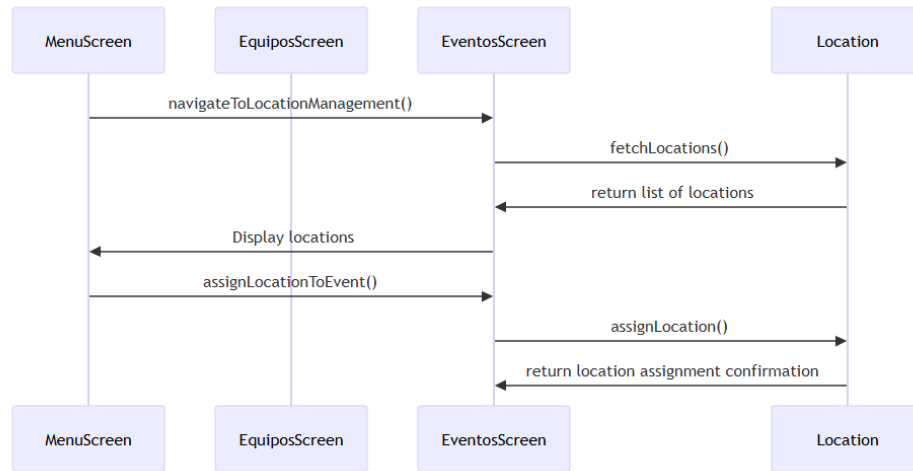 MenuScreen
EquiposScreen
EventosScreen
Location
navigateToLocationManagement()
fetchLocations()
return list of locations
Display locations
assignLocationToEvent()
assignLocation()
return location assignment confirmation
MenuScreen
EquiposScreen
EventosScreen
Location